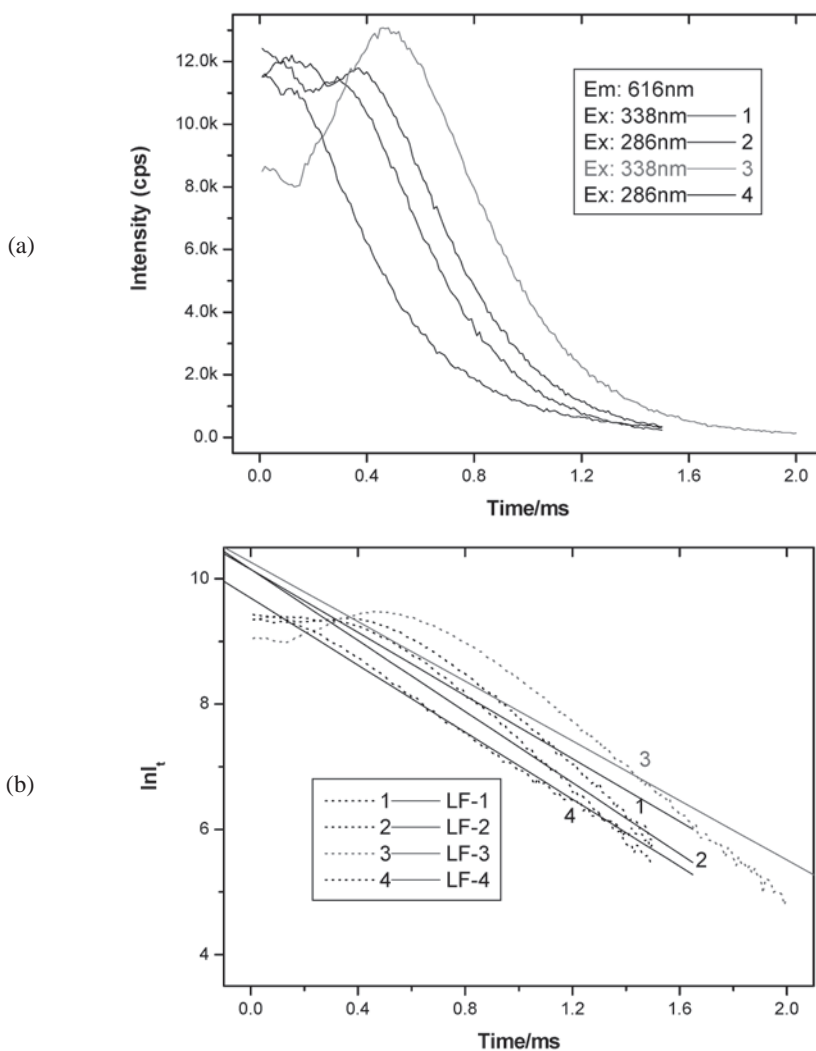 (a)
Intensity (cps)
12.0k
10.0k
8.0k
6.0k
4.0k
2.0k
0.0
Em: 616nm
Ex: 338nm 1
Ex: 286nm 2
Ex: 338nm 3
Ex: 286nm 4
0.0 0.4 0.8 1.2 1.6 2.0
Time/ms
(b)
lnI_t
10
8
6
4
3
1
4
2
1 LF-1
2 LF-2
3 LF-3
4 LF-4
0.0 0.4 0.8 1.2 1.6 2.0
Time/ms